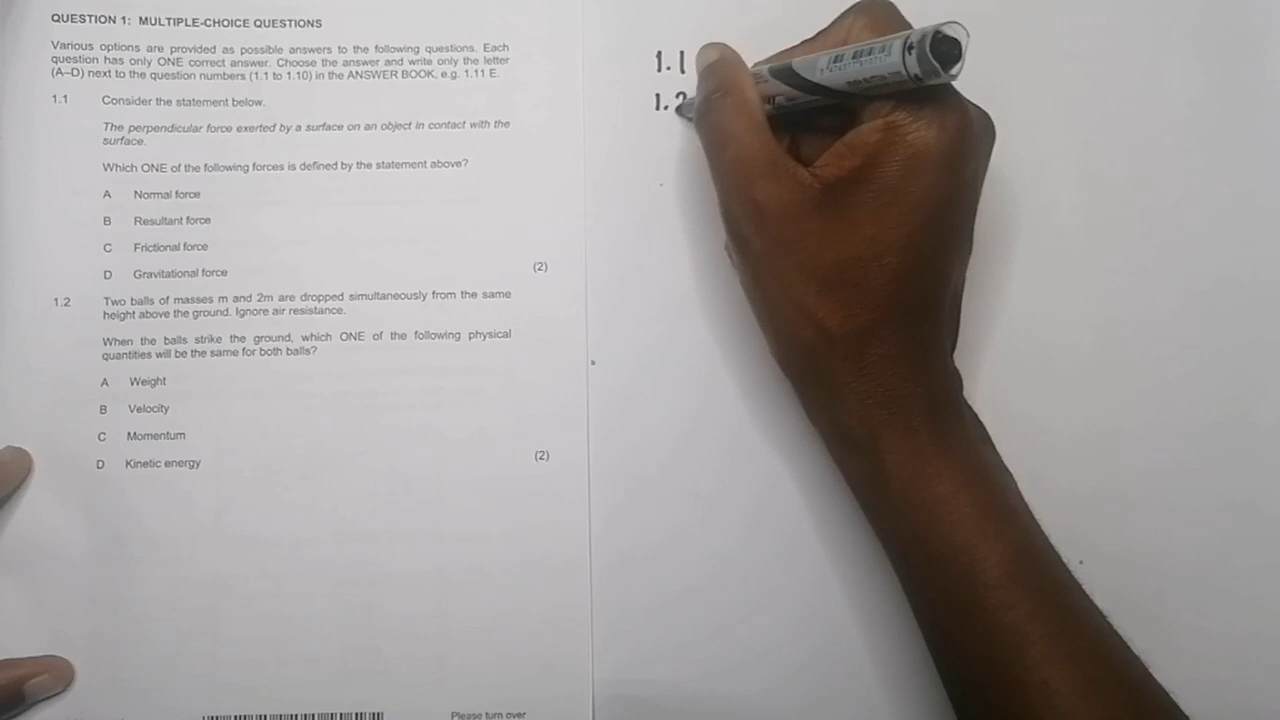 QUESTION 1: MULTIPLE-CHOICE QUESTIONS
Various options are provided as possible answers to the following questions. Each
question has only ONE correct answer. Choose the answer and write only the letter
(A–D) next to the question numbers (1.1 to 1.10) in the ANSWER BOOK, e.g. 1.11 E.
1.1 Consider the statement below.
The perpendicular force exerted by a surface on an object in contact with the
surface.
Which ONE of the following forces is defined by the statement above?
A Normal force
B Resultant force
C Frictional force
D Gravitational force (2)
1.2 Two balls of masses m and 2m are dropped simultaneously from the same
height above the ground. Ignore air resistance.
When the balls strike the ground, which ONE of the following physical
quantities will be the same for both balls?
A Weight
B Velocity
C Momentum
D Kinetic energy (2)
Please turn over
1.1
1.2